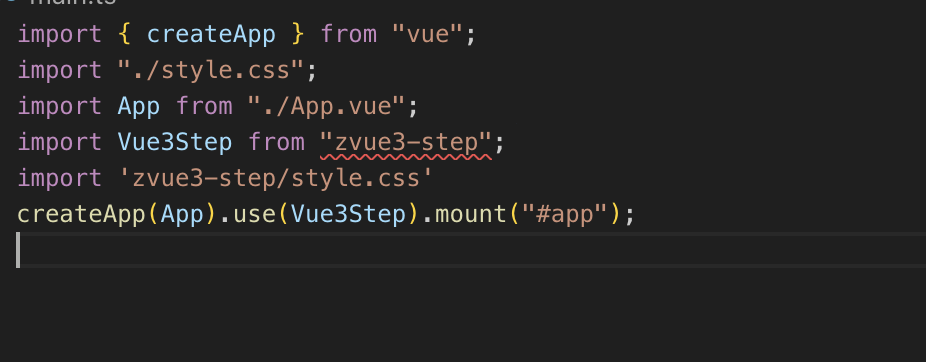 main.ts
import { createApp } from "vue";
import "./style.css";
import App from "./App.vue";
import Vue3Step from "zvue3-step";
import 'zvue3-step/style.css'
createApp(App).use(Vue3Step).mount("#app");